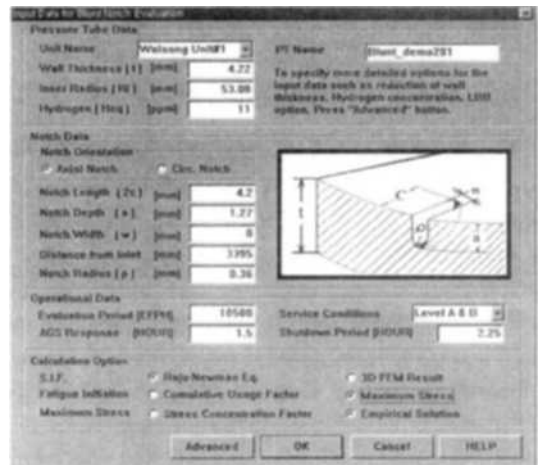 Input Data for Blunt Notch Evaluation
Pressure Tube Data
Unit Name Wolsong Unit#1 PT Name Blunt_demo201
Wall Thickness ( t ) [mm] 4.22
Inner Radius ( Ri ) [mm] 53.08
Hydrogen ( Heq ) [ppm] 11
To specify more detailed options for the
input data such as reduction of wall
thickness, Hydrogen concentration, LBB
option, Press "Advanced" button.
Notch Data
Notch Orientation
Axial Notch Circ. Notch
Notch Length ( 2c ) [mm] 4.2
Notch Depth ( a ) [mm] 1.27
Notch Width ( w ) [mm] 0
Distance from Inlet [mm] 3395
Notch Radius ( ρ ) [mm] 0.36
t
C
Operational Data
Evaluation Period [EFPH] 10500 Service Conditions Level A & B
AGS Response [HOUR] 1.5 Shutdown Period [HOUR] 2.25
Calculation Option
S.I.F. Raju-Newman Eq. 3D FEM Result
Fatigue Initiation Cumulative Usage Factor Maximum Stress
Maximum Stress Stress Concentration Factor Empirical Solution
Advanced OK Cancel HELP